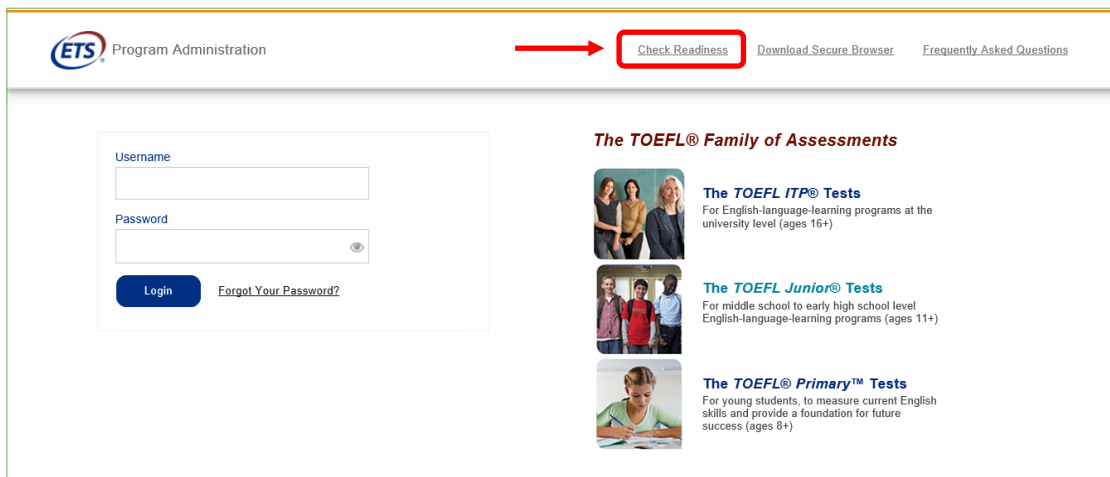 ETS® Program Administration
Check Readiness
Download Secure Browser
Frequently Asked Questions
Username
Password
Login
Forgot Your Password?
The TOEFL® Family of Assessments
The TOEFL ITP® Tests
For English-language-learning programs at the
university level (ages 16+)
The TOEFL Junior® Tests
For middle school to early high school level
English-language-learning programs (ages 11+)
The TOEFL® Primary™ Tests
For young students, to measure current English
skills and provide a foundation for future
success (ages 8+)